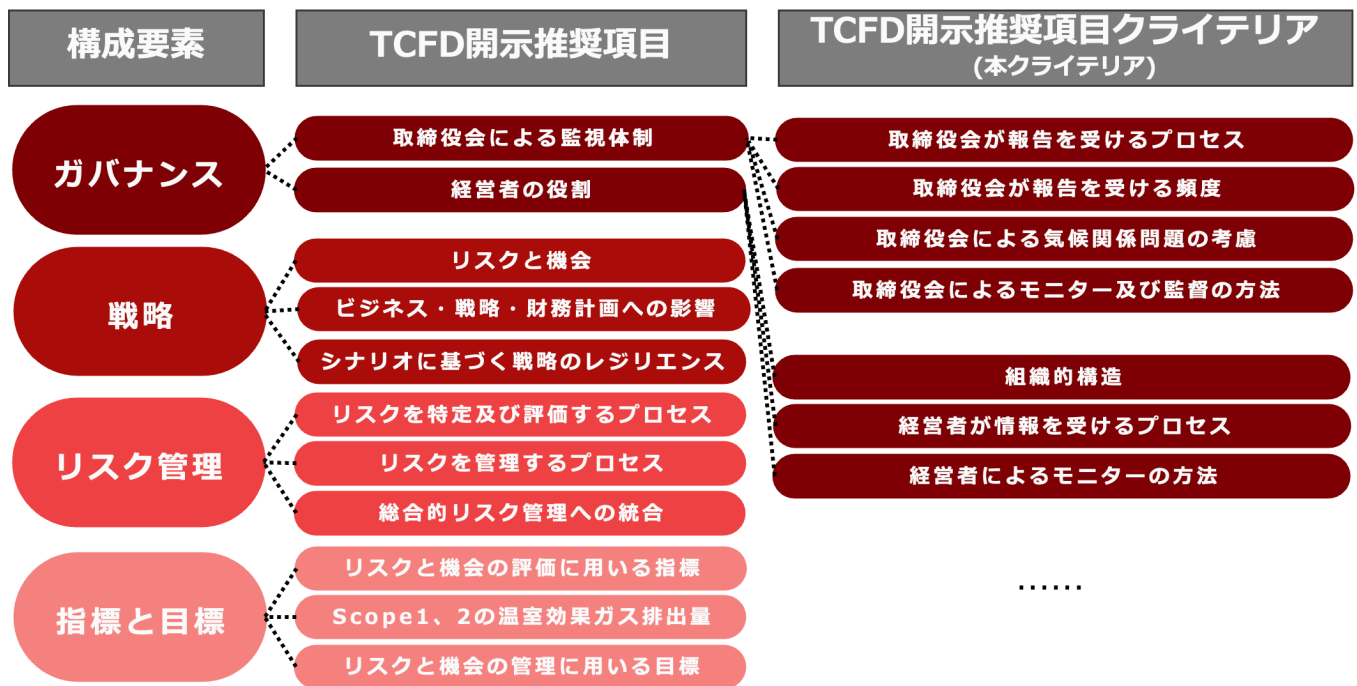 構成要素
TCFD開示推奨項目
TCFD開示推奨項目クライテリア
(本クライテリア)
ガバナンス
取締役会による監視体制
経営者の役割
取締役会が報告を受けるプロセス
取締役会が報告を受ける頻度
取締役会による気候関係問題の考慮
取締役会によるモニター及び監督の方法
戦略
リスクと機会
ビジネス・戦略・財務計画への影響
シナリオに基づく戦略のレジリエンス
組織的構造
経営者が情報を受けるプロセス
経営者によるモニターの方法
リスク管理
リスクを特定及び評価するプロセス
リスクを管理するプロセス
総合的リスク管理への統合
指標と目標
リスクと機会の評価に用いる指標
Scope1、2の温室効果ガス排出量
リスクと機会の管理に用いる目標
……